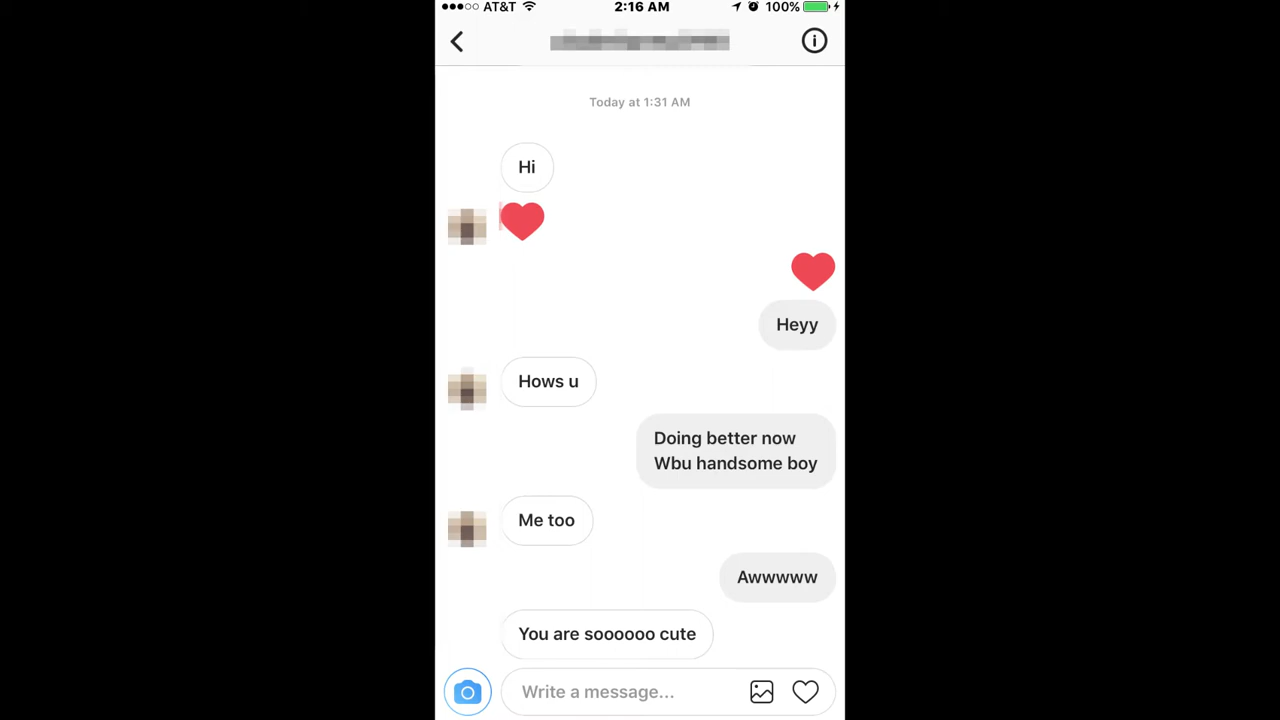 AT&T 2:16 AM 100%
Today at 1:31 AM
Hi
Heyy
Hows u
Doing better now
Wbu handsome boy
Me too
Awwwww
You are soooooo cute
Write a message...